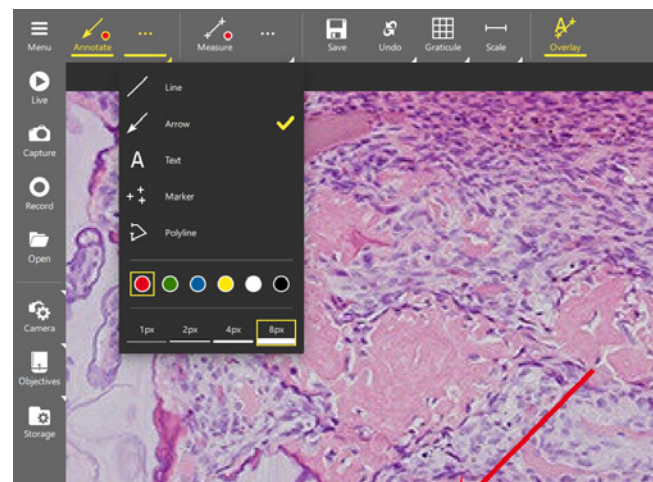 Menu
Annotate
...
Measure
...
Save
Undo
Graticule
Scale
Overlay
Live
Capture
Record
Open
Camera
Objectives
Storage
Line
Arrow
Text
Marker
Polyline
1px 2px 4px 8px